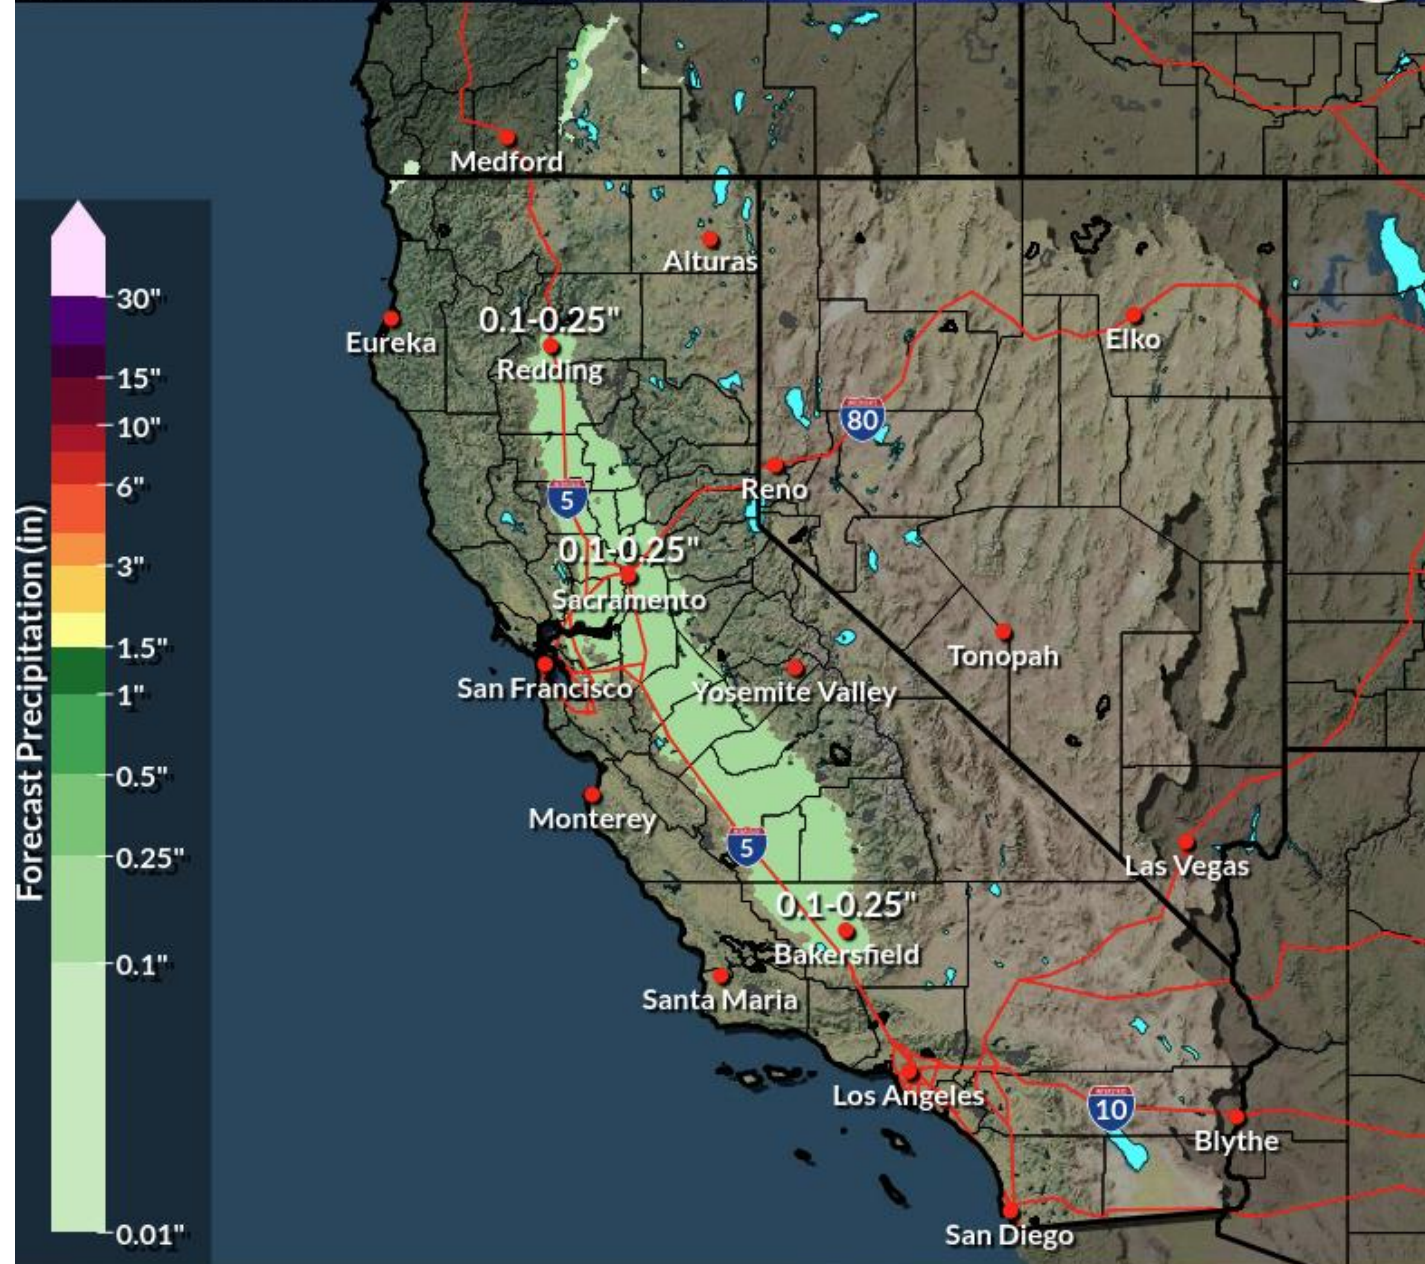 Medford
Alturas
0.1-0.25"
Redding
Eureka
Elko
80
Reno
5
0.1-0.25"
Sacramento
Tonopah
San Francisco
Yosemite Valley
Monterey
5
Las Vegas
0.1-0.25"
Bakersfield
Santa Maria
Los Angeles
10
Blythe
San Diego
Forecast Precipitation (in)
30"
15"
10"
6"
3"
1.5"
1"
0.5"
0.25"
0.1"
0.01"